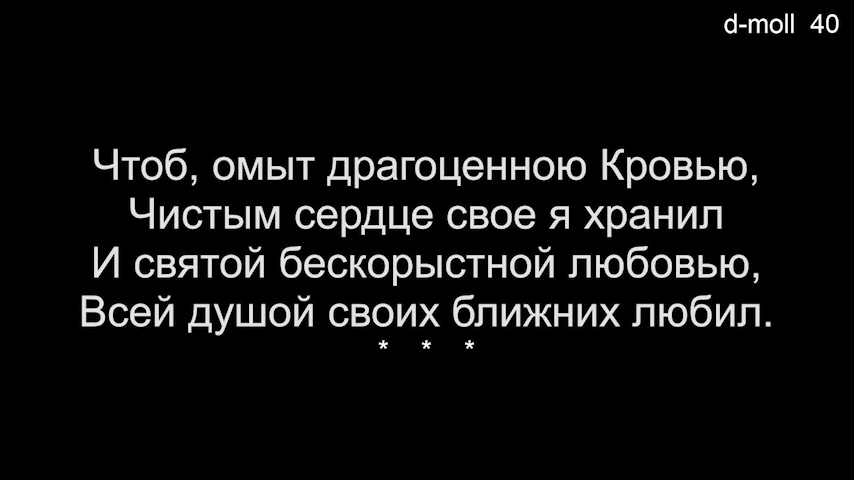 d-moll 40
Чтоб, омыт драгоценною Кровью,
Чистым сердце свое я хранил
И святой бескорыстной любовью,
Всей душой своих ближних любил.
* * *